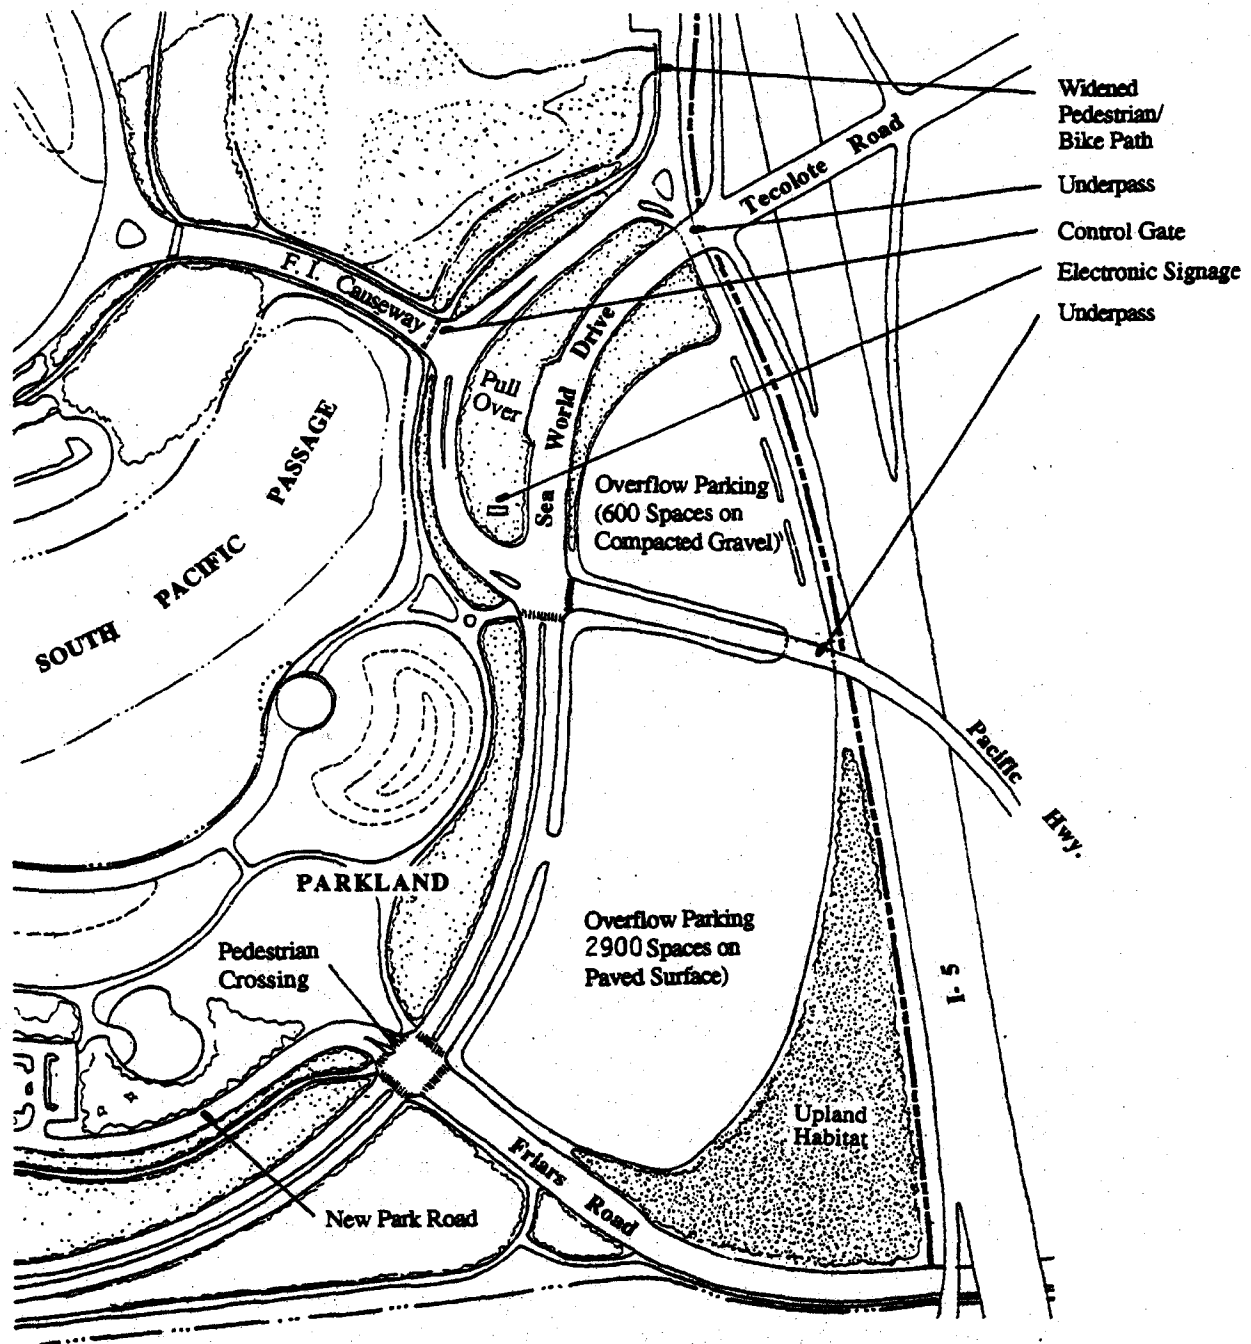 Widened
Pedestrian/
Bike Path
Tecolote Road
Underpass
Control Gate
F. I. Causeway
Electronic Signage
Underpass
Pull
Over
Sea World Drive
SOUTH PACIFIC PASSAGE
Overflow Parking
(600 Spaces on
Compacted Gravel)
Pacific Hwy.
PARKLAND
Overflow Parking
2900 Spaces on
Paved Surface)
Pedestrian
Crossing
I-5
Upland
Habitat
Friars Road
New Park Road